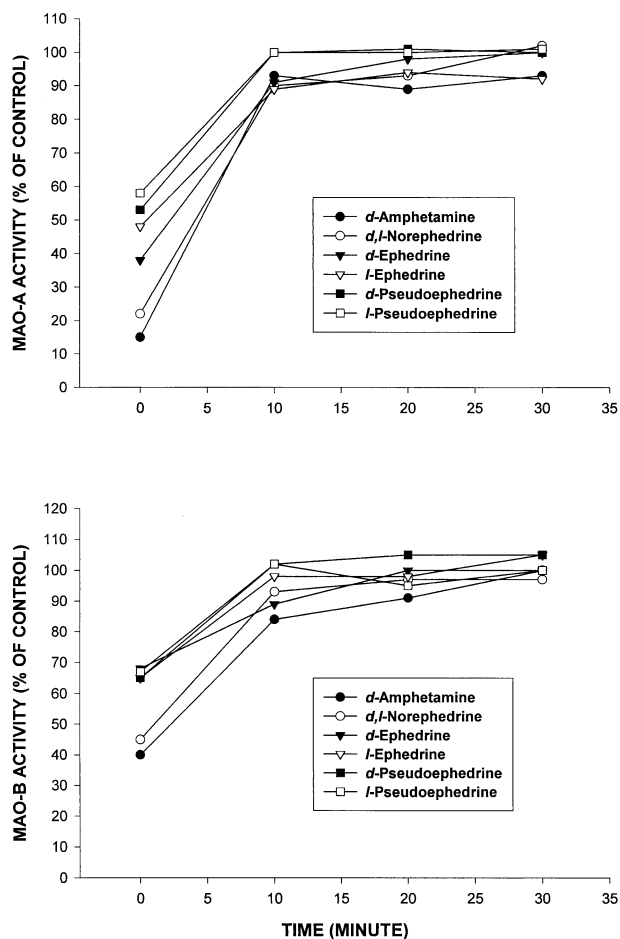 110
100
90
80
70
60
50
40
30
20
10
0
MAO-A ACTIVITY (% OF CONTROL)
d-Amphetamine
d,l-Norephedrine
d-Ephedrine
l-Ephedrine
d-Pseudoephedrine
l-Pseudoephedrine
0 5 10 15 20 25 30 35
120
110
100
90
80
70
60
50
40
30
20
10
0
MAO-B ACTIVITY (% OF CONTROL)
d-Amphetamine
d,l-Norephedrine
d-Ephedrine
l-Ephedrine
d-Pseudoephedrine
l-Pseudoephedrine
0 5 10 15 20 25 30 35
TIME (MINUTE)